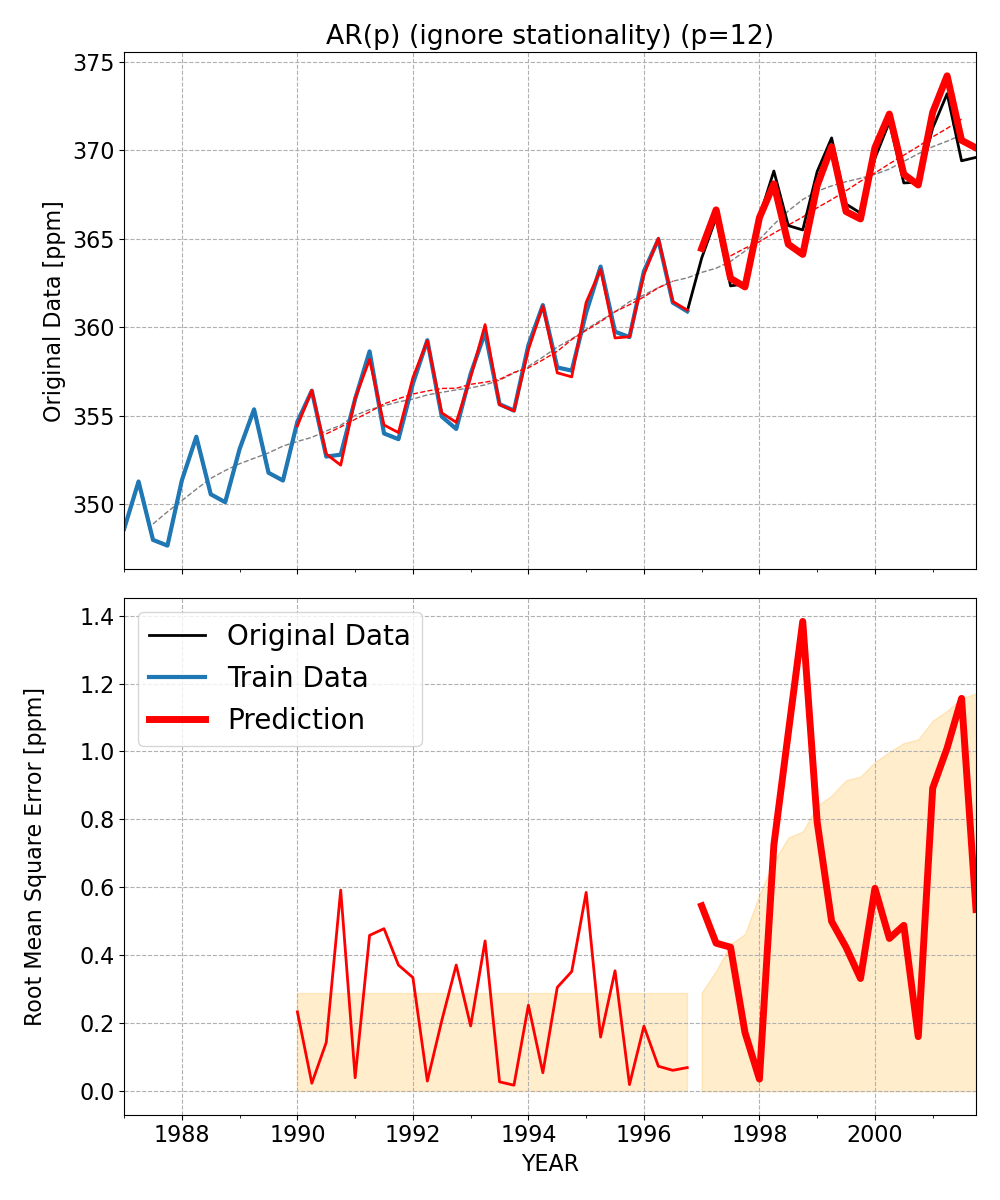 AR(p) (ignore stationality) (p=12)
Original Data [ppm]
375
370
365
360
355
350
Root Mean Square Error [ppm]
1.4
1.2
1.0
0.8
0.6
0.4
0.2
0.0
Original Data
Train Data
Prediction
1988 1990 1992 1994 1996 1998 2000
YEAR